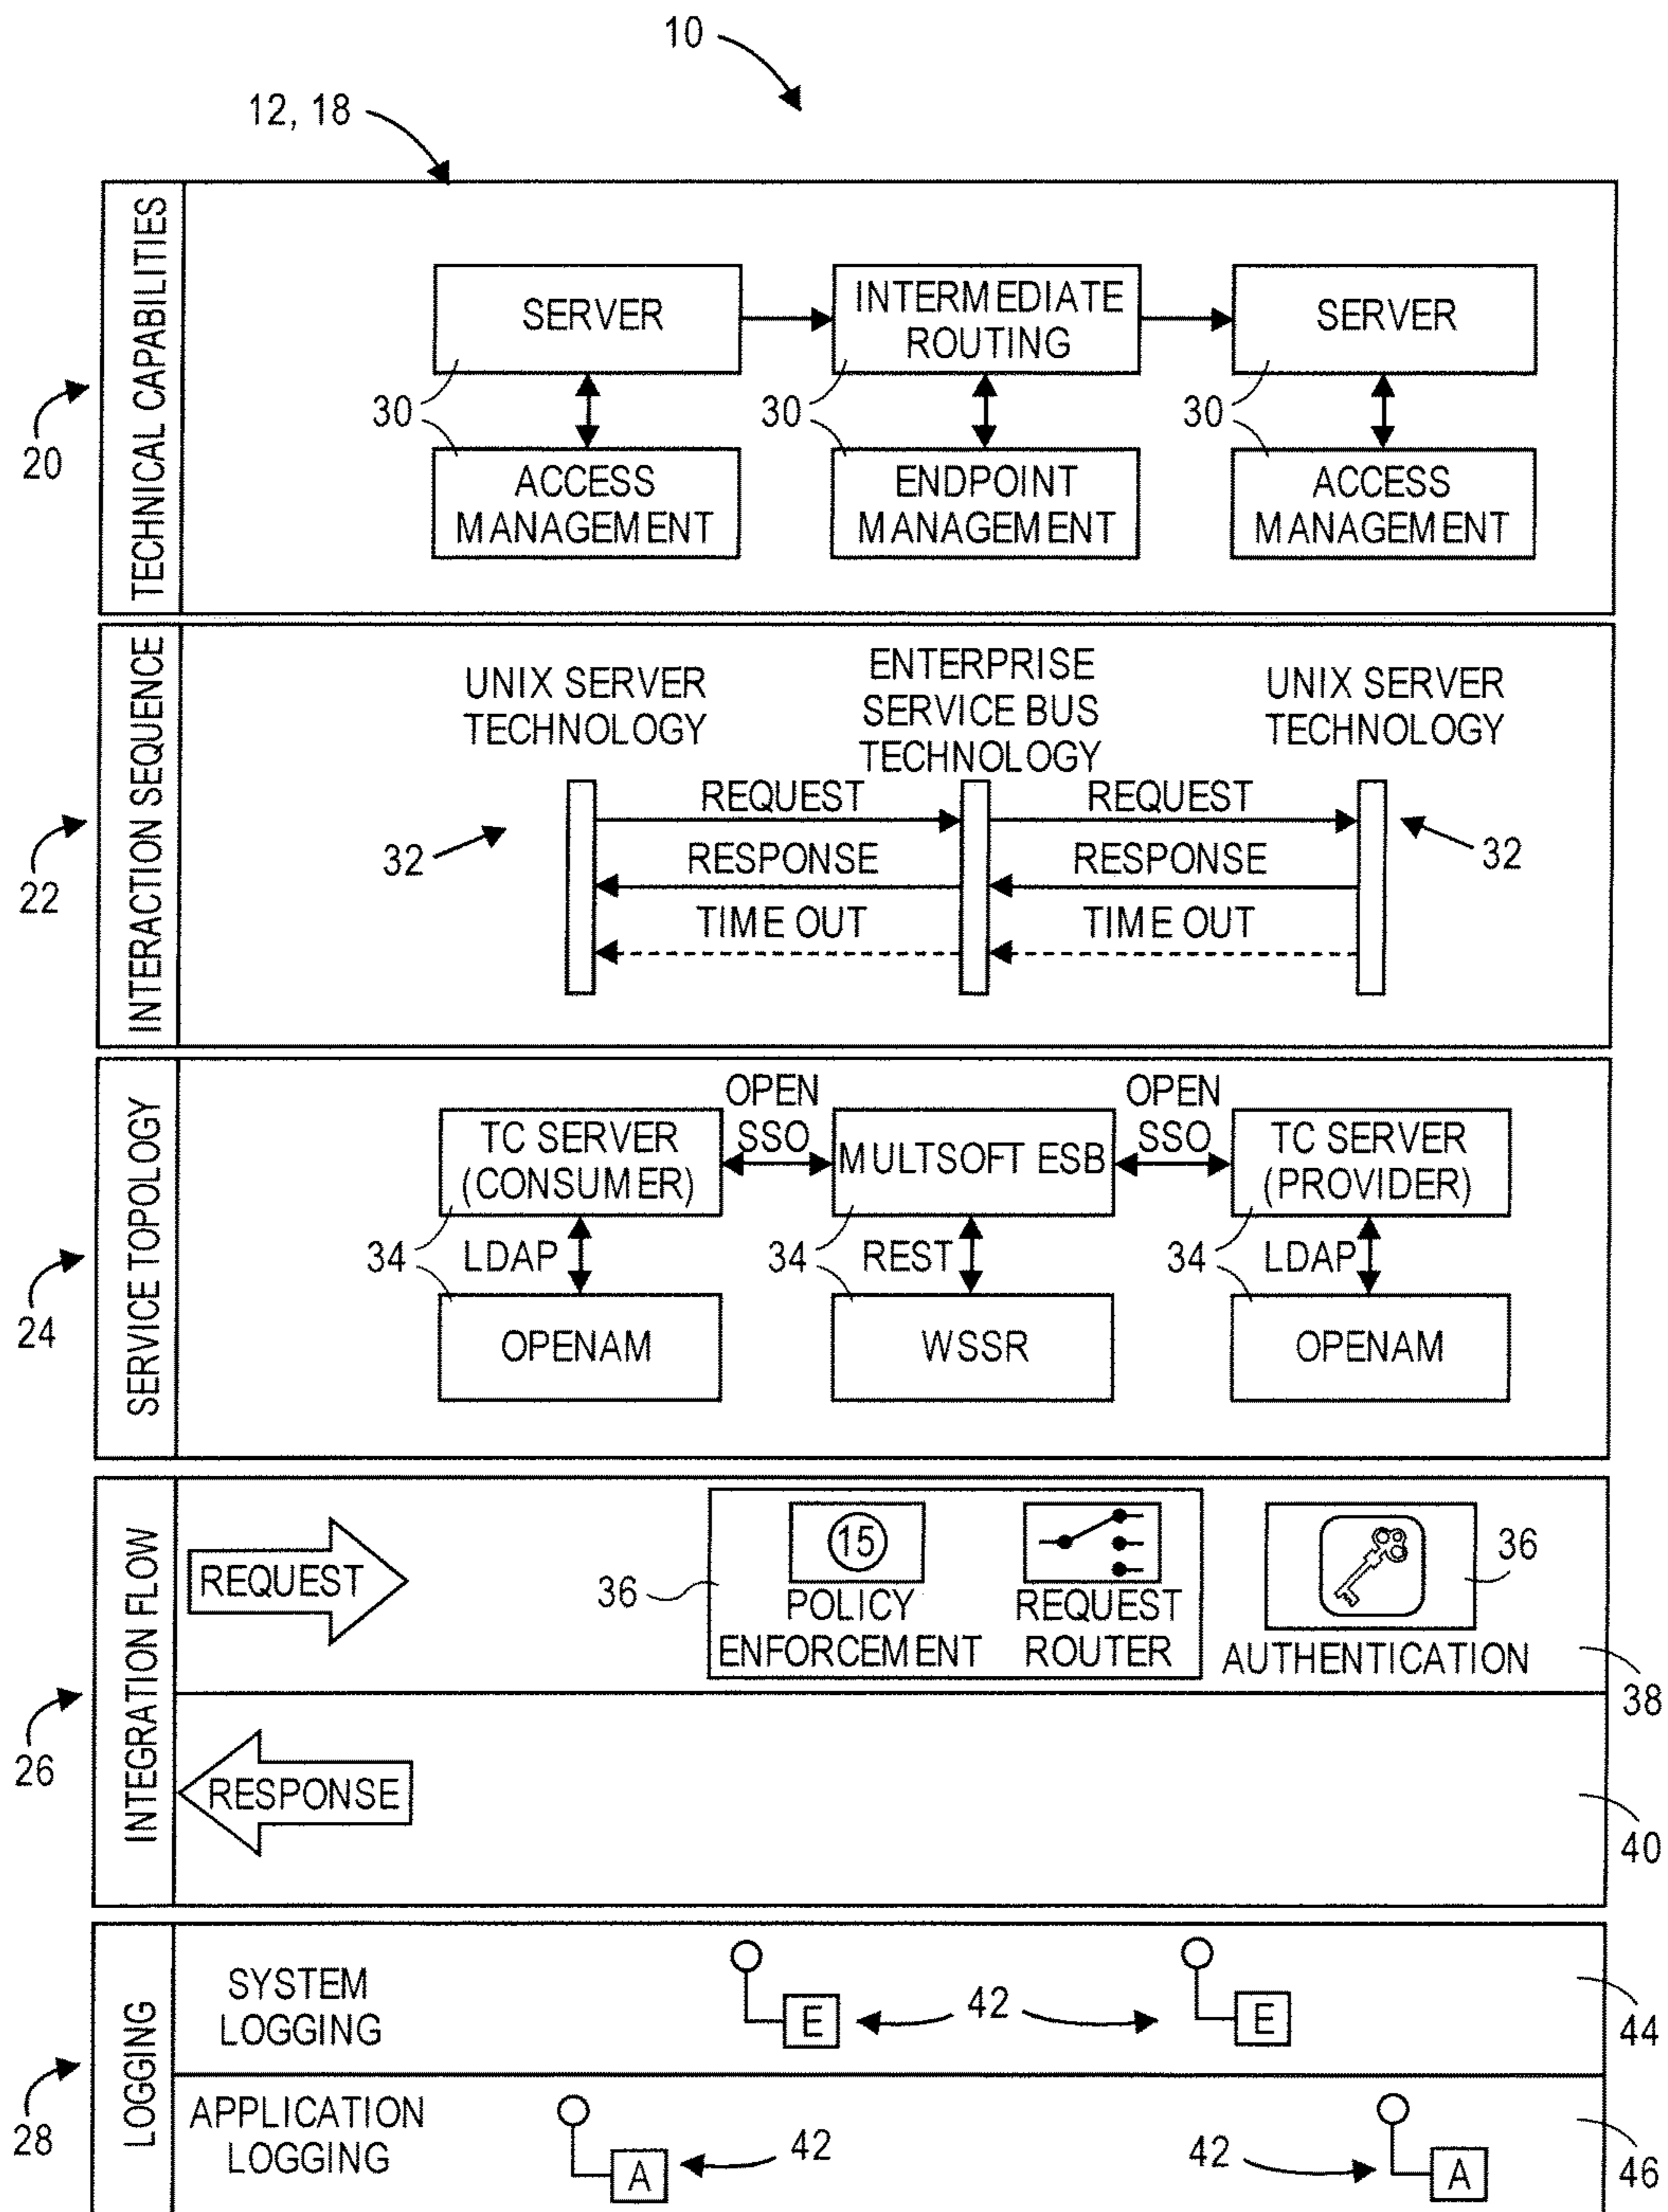 10
12, 18
TECHNICAL CAPABILITIES
20
SERVER
INTERMEDIATE
ROUTING
SERVER
30
30
30
ACCESS
MANAGEMENT
ENDPOINT
MANAGEMENT
ACCESS
MANAGEMENT
INTERACTION SEQUENCE
22
UNIX SERVER
TECHNOLOGY
ENTERPRISE
SERVICE BUS
TECHNOLOGY
UNIX SERVER
TECHNOLOGY
REQUEST
REQUEST
32
RESPONSE
RESPONSE
32
TIME OUT
TIME OUT
SERVICE TOPOLOGY
24
OPEN
SSO
OPEN
SSO
TC SERVER
(CONSUMER)
MULTSOFT ESB
TC SERVER
(PROVIDER)
34
LDAP
34
REST
34
LDAP
OPENAM
WSSR
OPENAM
INTEGRATION FLOW
26
REQUEST
36
15
POLICY
ENFORCEMENT
REQUEST
ROUTER
36
AUTHENTICATION
38
RESPONSE
40
LOGGING
28
SYSTEM
LOGGING
E
42
E
44
APPLICATION
LOGGING
A
42
42
A
46